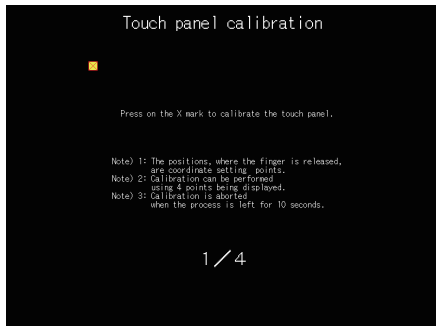 Touch panel calibration
Press on the X mark to calibrate the touch panel.
Note) 1: The positions, where the finger is released,
are coordinate setting points.
Note) 2: Calibration can be performed
using 4 points being displayed.
Note) 3: Calibration is aborted
when the process is left for 10 seconds.
1／4